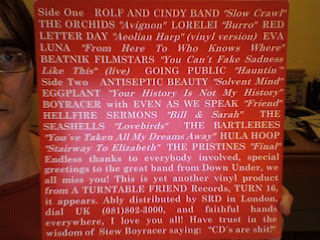 Side One ROLF AND CINDY BAND "Slow Crawl"
THE ORCHIDS "Avignon" LORELEI "Burro" RED
LETTER DAY "Aeolian Harp" (vinyl version) EVA
LUNA "From Here To Who Knows Where"
BEATNIK FILMSTARS "You Can't Fake Sadness
Like This" (live) GOING PUBLIC "Hauntin'"
Side Two ANTISEPTIC BEAUTY "Solvent Mind"
EGGPLANT "Your History Is Not My History"
BOYRACER with EVEN AS WE SPEAK "Friend"
HELLFIRE SERMONS "Bill & Sarah" THE
SEASHELLS "Lovebirds" THE BARTLEBEES
"You've Taken All My Dreams Away" HULA HOOP
"Stairway To Elizabeth" THE PRISTINES "Final"
Endless thanks to everybody involved, special
greetings to the great band from Down Under, we
all miss you! This is yet another vinyl product
from A TURNTABLE FRIEND Records, TURN 16,
it appears. Ably distributed by SRD in London,
dial UK (081)802-3000, and faithful hands
everywhere, I love you all! Have trust in the
wisdom of Stew Boyracer saying: "CD's are shit!"